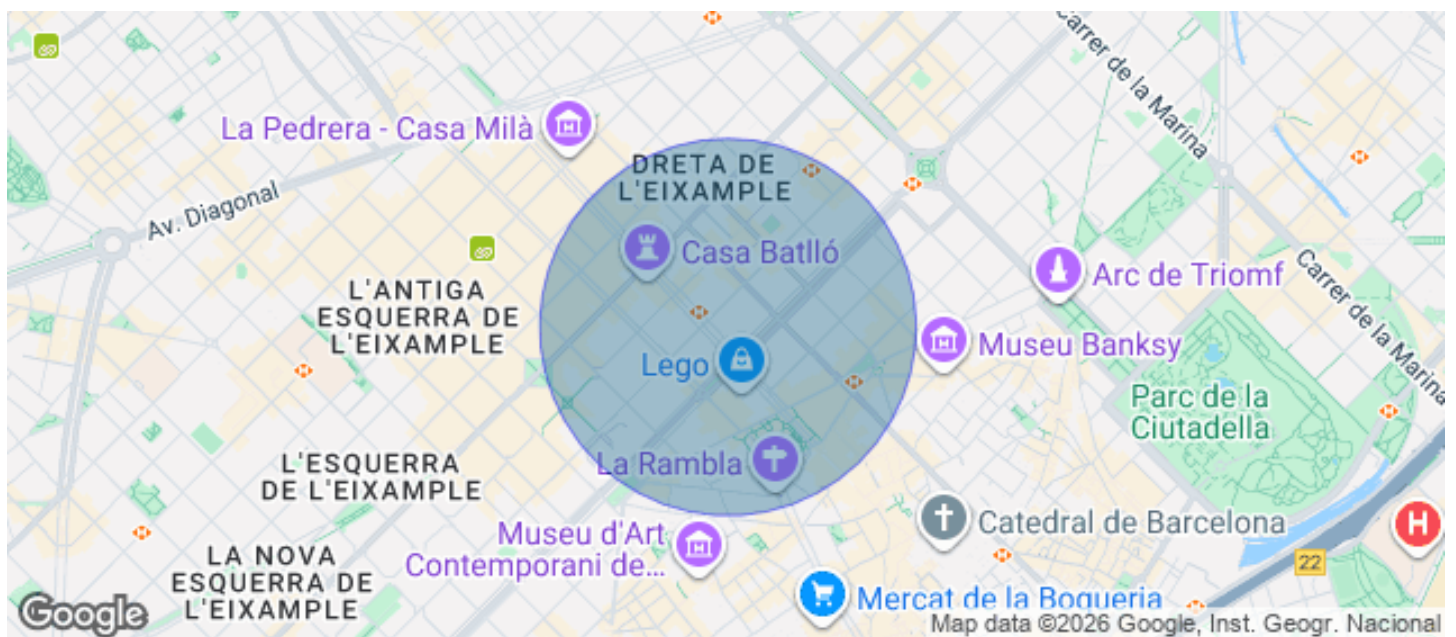 La Pedrera - Casa Milà
DRETA DE
L'EIXAMPLE
Carrer de la Marina
Av. Diagonal
Casa Batlló
Arc de Triomf
Carrer de la Marina
L'ANTIGA
ESQUERRA DE
L'EIXAMPLE
Lego
Museu Banksy
Parc de la
Ciutadella
L'ESQUERRA
DE L'EIXAMPLE
La Rambla
Museu d'Art
Contemporani de...
Catedral de Barcelona
H
22
LA NOVA
ESQUERRA DE
L'EIXAMPLE
Mercat de la Boqueria
Google
Map data ©2026 Google, Inst. Geogr. Nacional